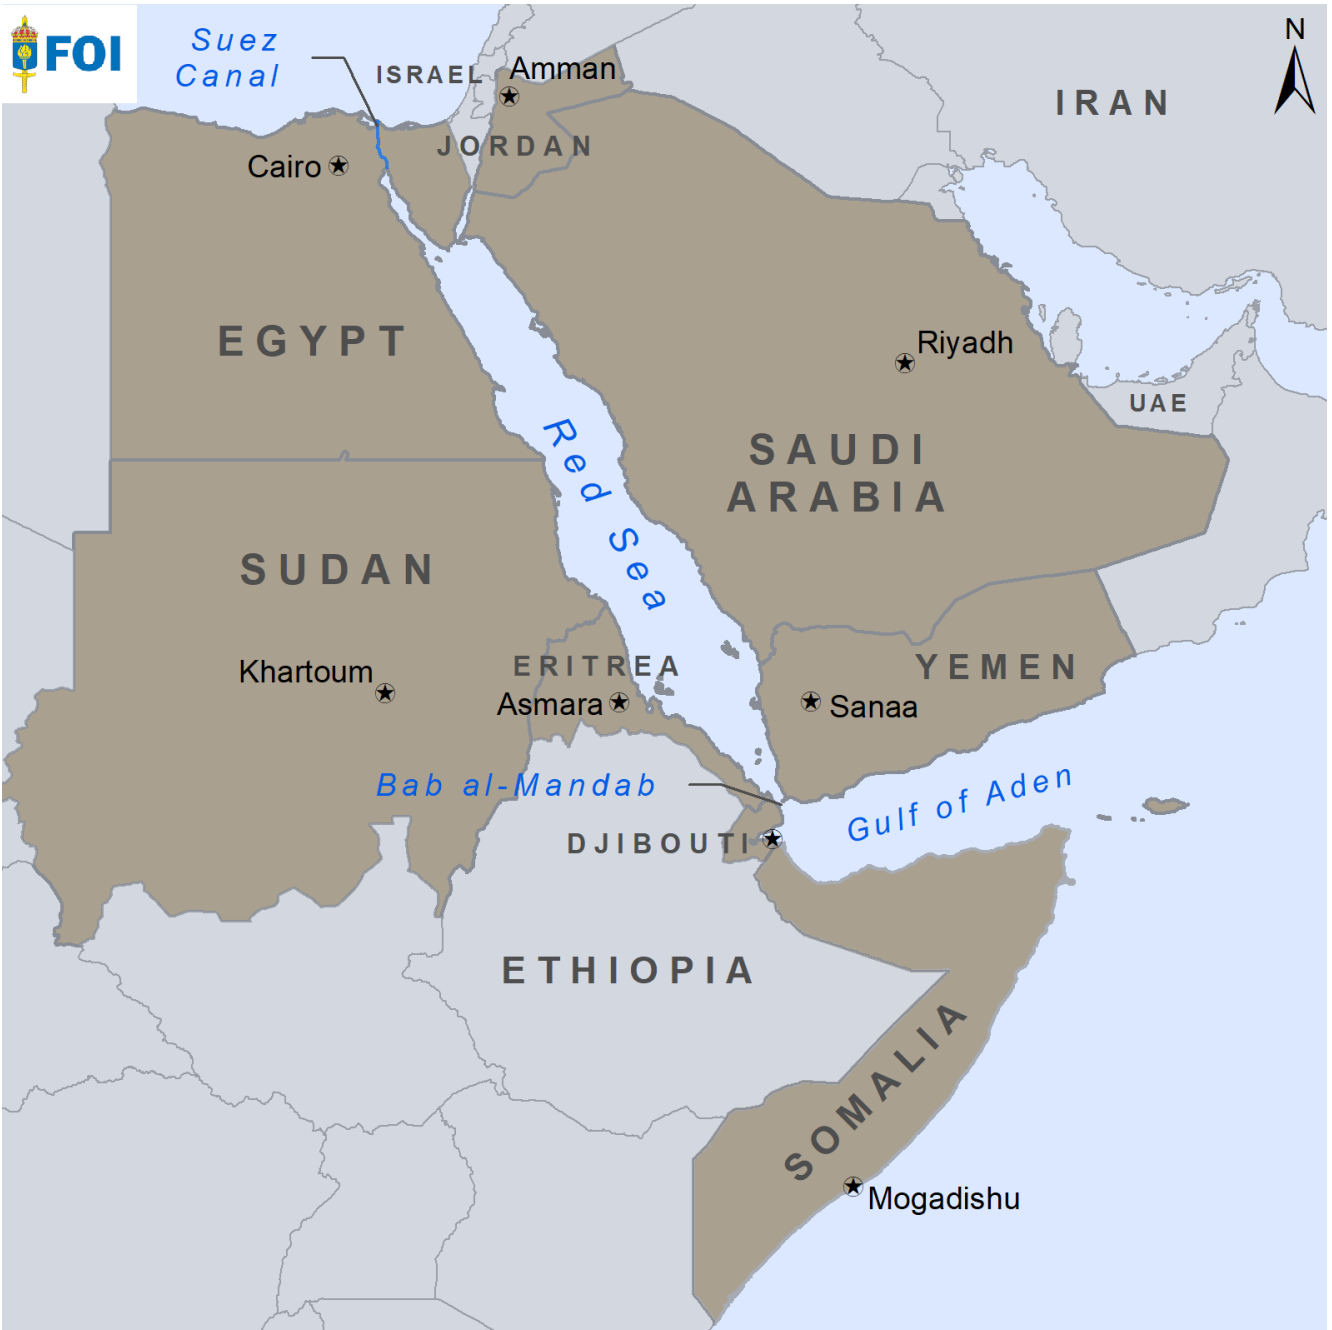 FOI
Suez
Canal
ISRAEL
Amman
N
IRAN
JORDAN
Cairo
EGYPT
Riyadh
UAE
Red Sea
SAUDI
ARABIA
SUDAN
Khartoum
ERITREA
Asmara
YEMEN
Sanaa
Bab al-Mandab
Gulf of Aden
DJIBOUTI
ETHIOPIA
SOMALIA
Mogadishu